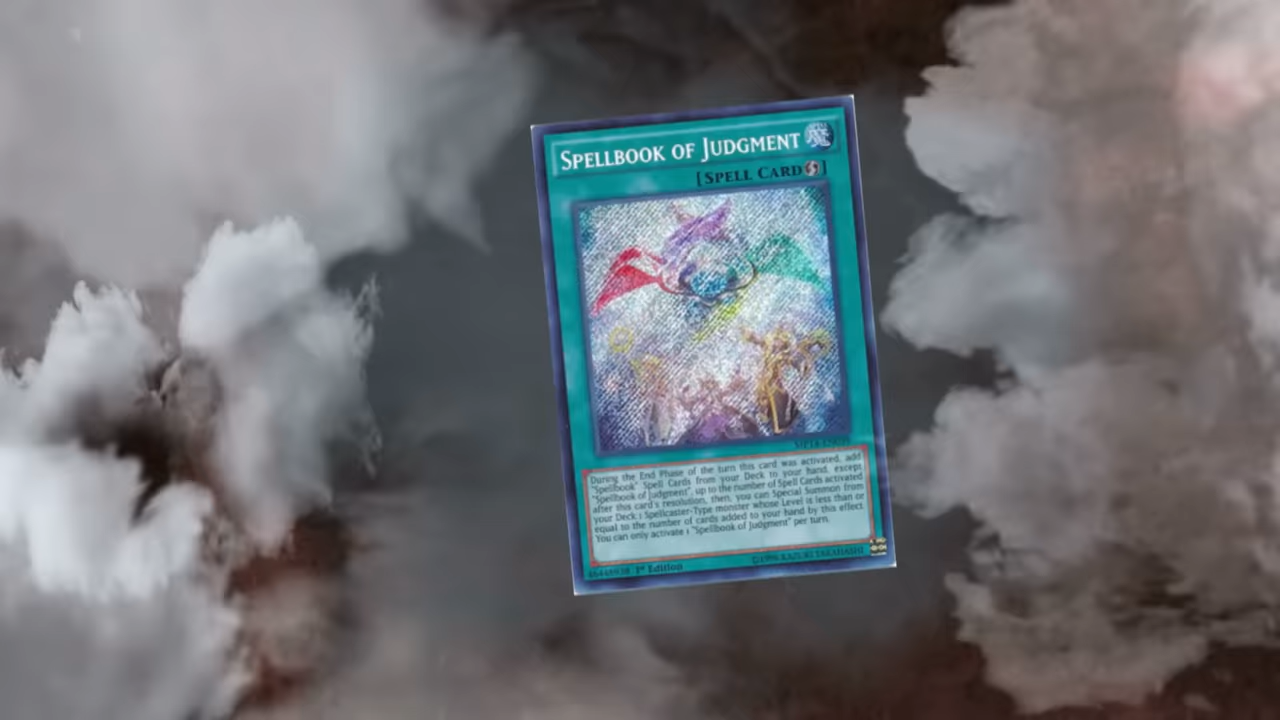 SPELLBOOK OF JUDGMENT
[SPELL CARD]
During the End Phase of the turn this card was activated, add
"Spellbook" Spell Cards from your Deck to your hand, except
"Spellbook of Judgment", up to the number of Spell Cards activated
after this card's resolution, then, you can Special Summon from
your Deck 1 Spellcaster-Type monster whose Level is less than or
equal to the number of cards added to your hand by this effect.
You can only activate 1 "Spellbook of Judgment" per turn.
1st Edition
©1996 KAZUKI TAKAHASHI